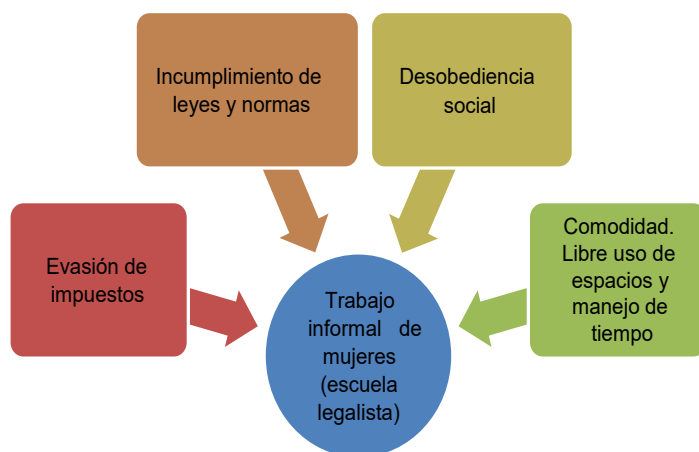 Incumplimiento de
leyes y normas
Desobediencia
social
Evasión de
impuestos
Trabajo
informal de
mujeres
(escuela
legalista)
Comodidad.
Libre uso de
espacios y
manejo de
tiempo